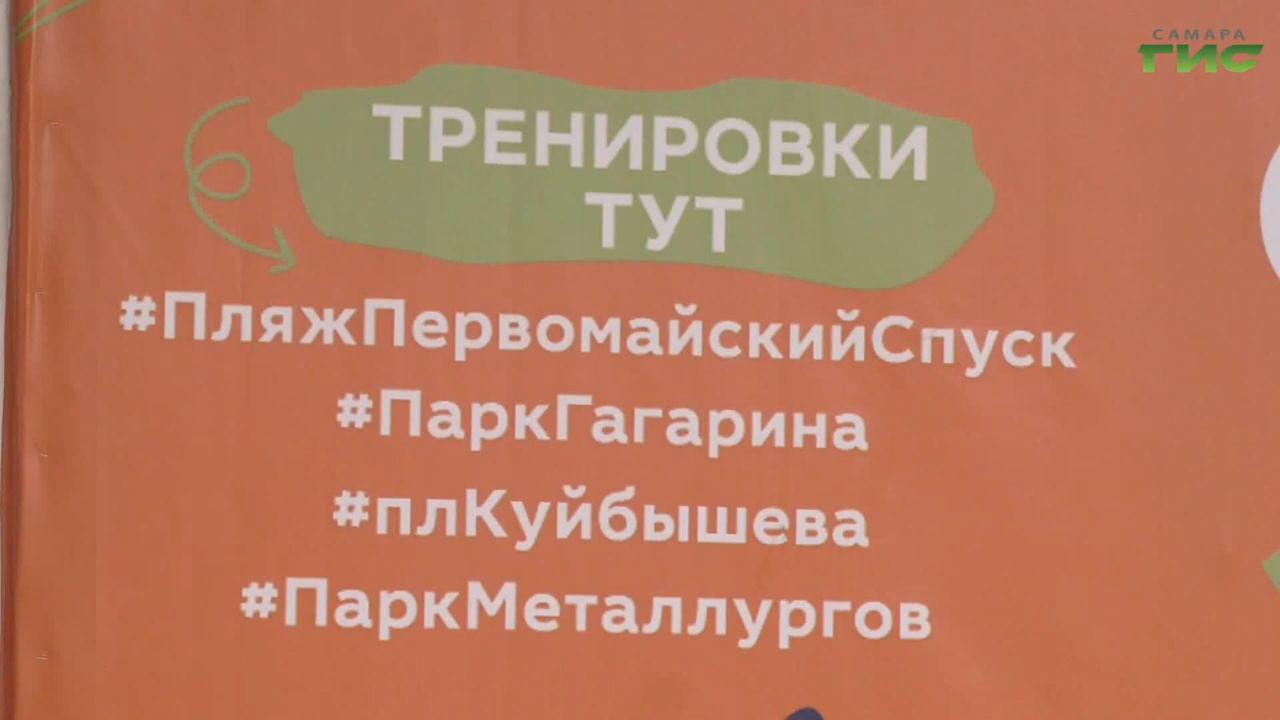 САМАРА
ГИС
ТРЕНИРОВКИ
ТУТ
#ПляжПервомайскийСпуск
#ПаркГагарина
#плКуйбышева
#ПаркМеталлургов